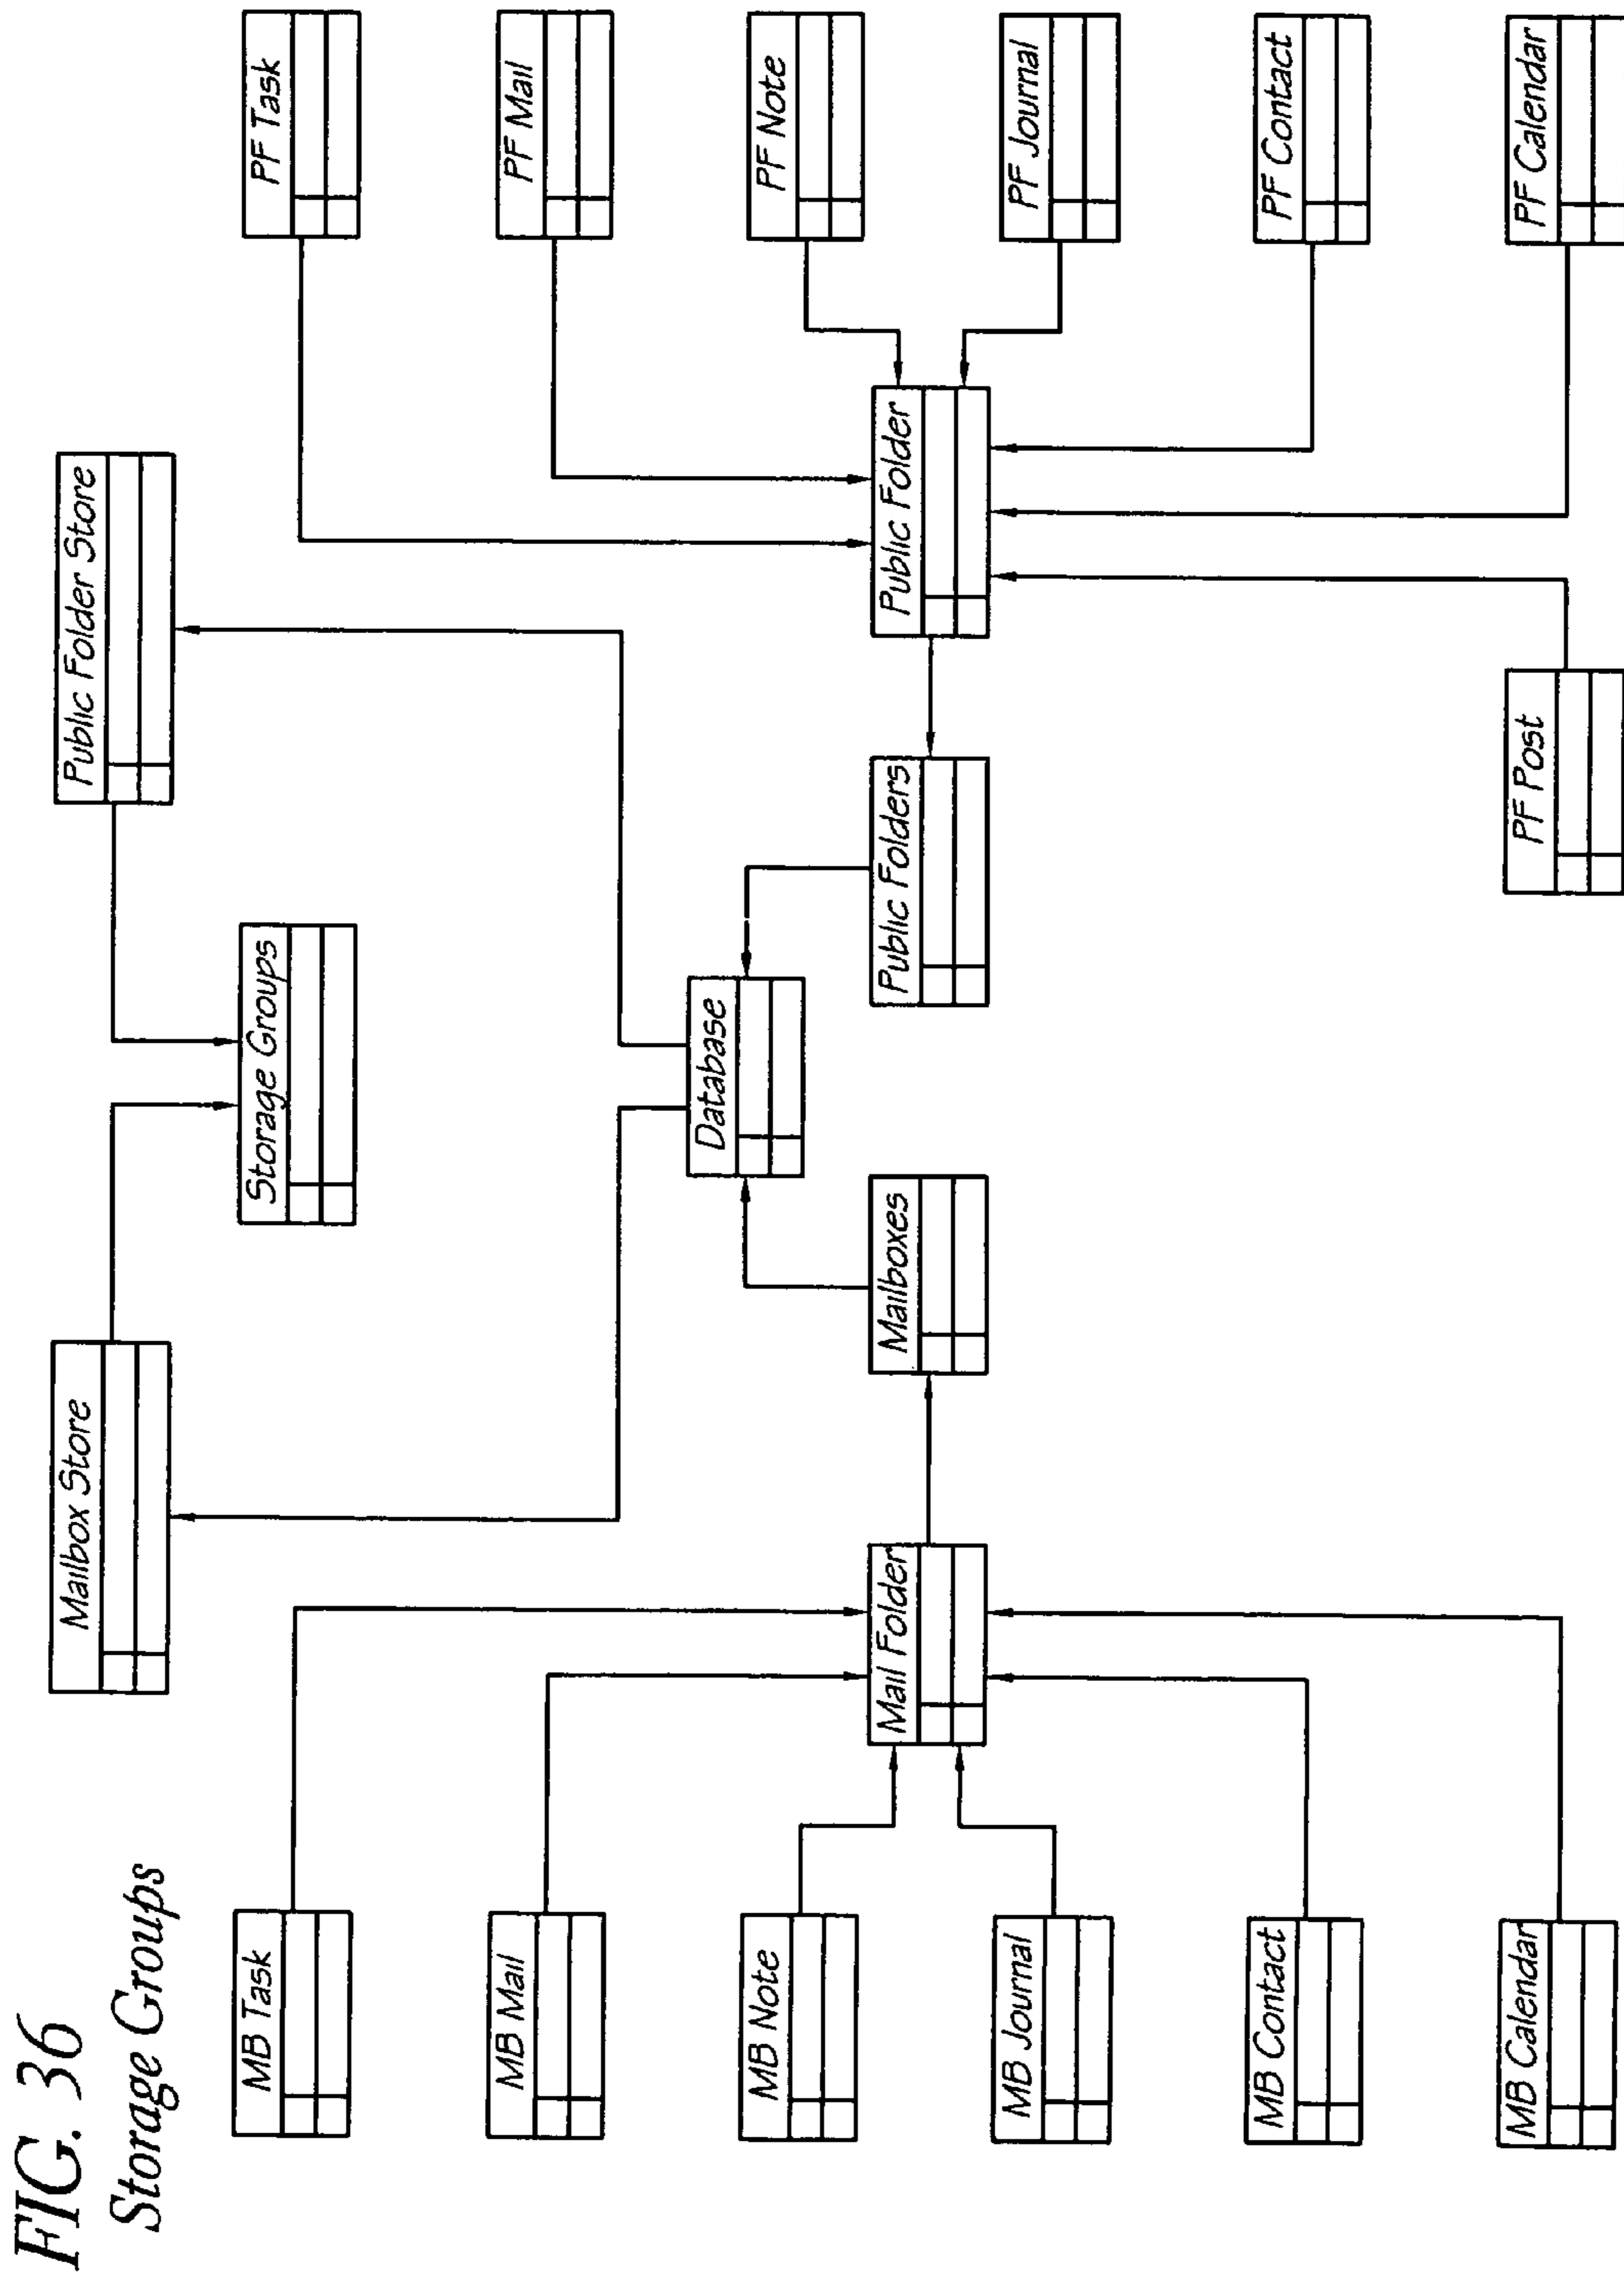 FIG. 36
Storage Groups
Mailbox Store
Public Folder Store
MB Task
Storage Groups
PF Task
MB Mail
PF Mail
Database
MB Note
PF Note
Mail Folder
Mailboxes
Public Folders
Public Folder
MB Journal
PF Journal
MB Contact
PF Contact
MB Calendar
PF Post
PF Calendar